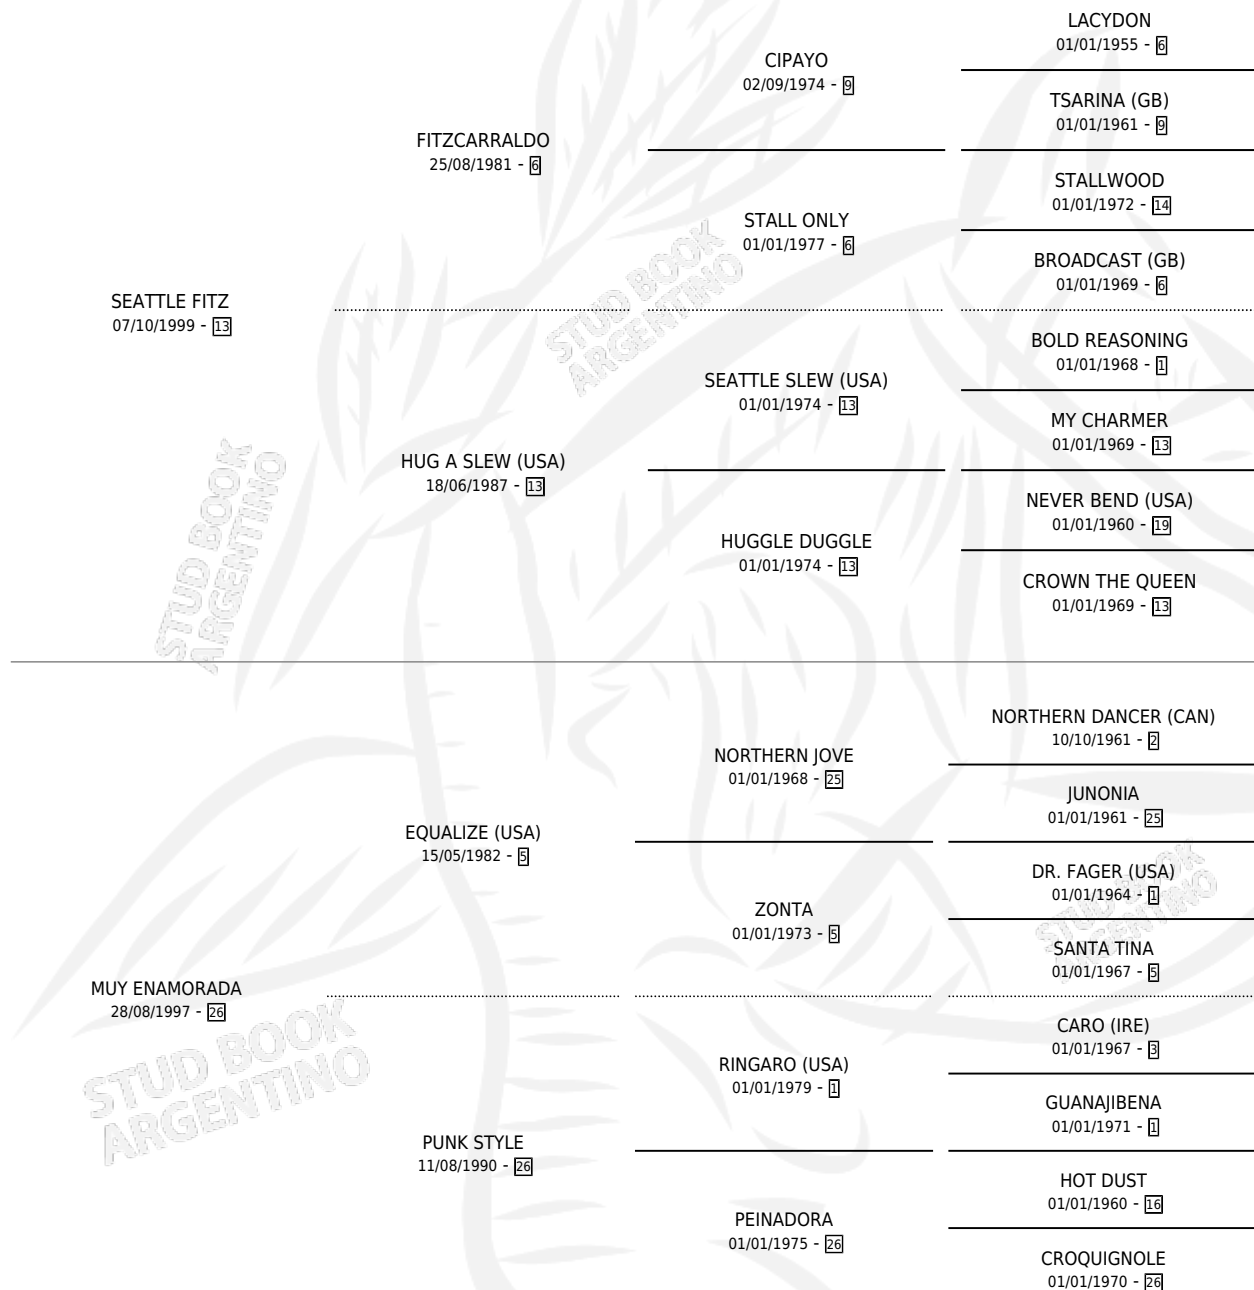 LACYDON
01/01/1955 - 6
CIPAYO
02/09/1974 - 9
TSARINA (GB)
01/01/1961 - 9
FITZCARRALDO
25/08/1981 - 6
STALLWOOD
01/01/1972 - 14
STALL ONLY
01/01/1977 - 6
BROADCAST (GB)
01/01/1969 - 6
SEATTLE FITZ
07/10/1999 - 13
STUD BOOK
ARGENTINO
BOLD REASONING
01/01/1968 - 1
SEATTLE SLEW (USA)
01/01/1974 - 13
MY CHARMER
01/01/1969 - 13
HUG A SLEW (USA)
18/06/1987 - 13
NEVER BEND (USA)
01/01/1960 - 19
HUGGLE DUGGLE
01/01/1974 - 13
CROWN THE QUEEN
01/01/1969 - 13
STUD BOOK
ARGENTINO
NORTHERN DANCER (CAN)
10/10/1961 - 2
NORTHERN JOVE
01/01/1968 - 25
JUNONIA
01/01/1961 - 25
EQUALIZE (USA)
15/05/1982 - 5
DR. FAGER (USA)
01/01/1964 - 1
ZONTA
01/01/1973 - 5
SANTA TINA
01/01/1967 - 5
STUD BOOK
ARGENTINO
MUY ENAMORADA
28/08/1997 - 26
CARO (IRE)
01/01/1967 - 3
RINGARO (USA)
01/01/1979 - 1
GUANAJIBENA
01/01/1971 - 1
STUD BOOK
ARGENTINO
PUNK STYLE
11/08/1990 - 26
HOT DUST
01/01/1960 - 16
PEINADORA
01/01/1975 - 26
CROQUIGNOLE
01/01/1970 - 26